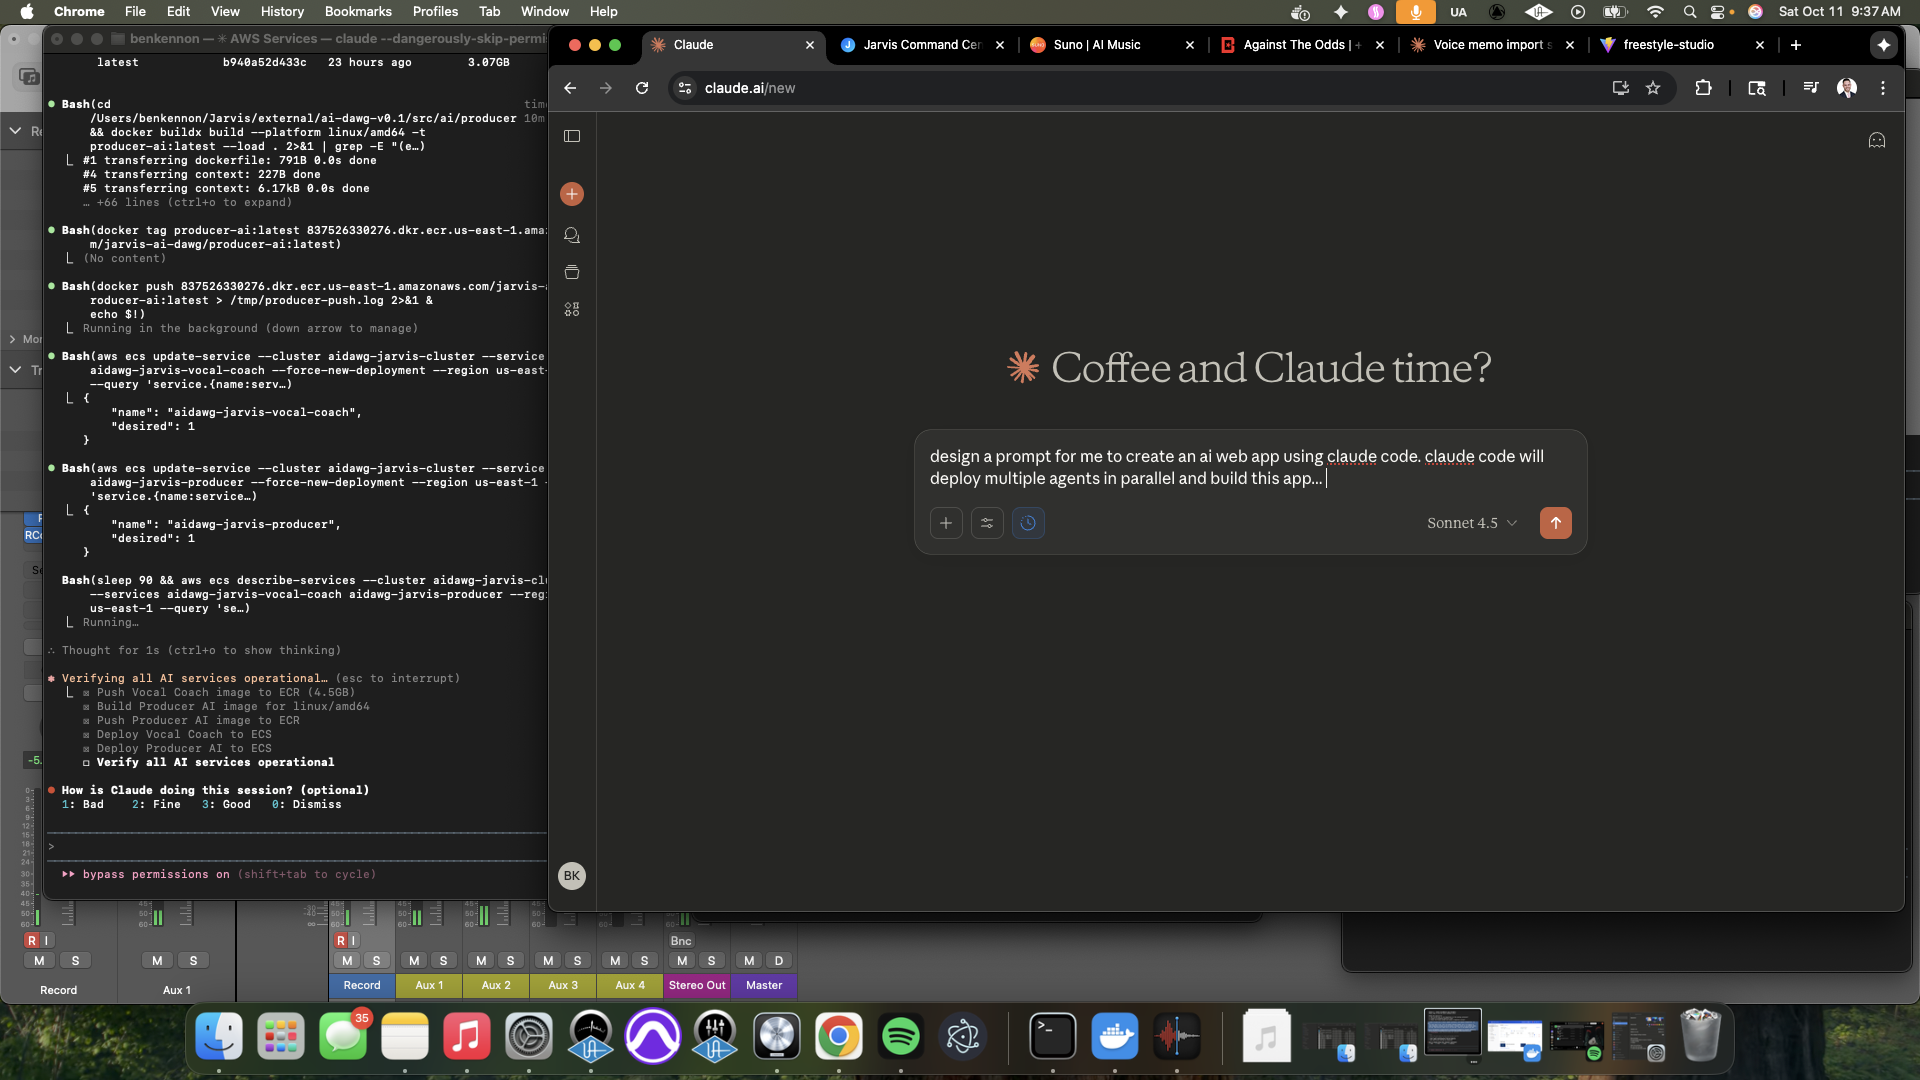 Chrome File Edit View History Bookmarks Profiles Tab Window Help
UA
Sat Oct 11 9:37 AM
benkennon — ✳ AWS Services — claude --dangerously-skip-permi
latest b940a52d433c 23 hours ago 3.07GB
Bash(cd
/Users/benkennon/Jarvis/external/ai-dawg-v0.1/src/ai/producer 10m
&& docker buildx build --platform linux/amd64 -t
producer-ai:latest --load . 2>&1 | grep -E "(e…)
#1 transferring dockerfile: 791B 0.0s done
#4 transferring context: 227B done
#5 transferring context: 6.17kB 0.0s done
… +66 lines (ctrl+o to expand)
Bash(docker tag producer-ai:latest 837526330276.dkr.ecr.us-east-1.amaz
m/jarvis-ai-dawg/producer-ai:latest)
(No content)
Bash(docker push 837526330276.dkr.ecr.us-east-1.amazonaws.com/jarvis-a
roducer-ai:latest > /tmp/producer-push.log 2>&1 &
echo $!)
Running in the background (down arrow to manage)
Bash(aws ecs update-service --cluster aidawg-jarvis-cluster --service
aidawg-jarvis-vocal-coach --force-new-deployment --region us-east-
--query 'service.{name:serv…)
{
"name": "aidawg-jarvis-vocal-coach",
"desired": 1
}
Bash(aws ecs update-service --cluster aidawg-jarvis-cluster --service
aidawg-jarvis-producer --force-new-deployment --region us-east-1 -
'service.{name:service…)
{
"name": "aidawg-jarvis-producer",
"desired": 1
}
Bash(sleep 90 && aws ecs describe-services --cluster aidawg-jarvis-clu
--services aidawg-jarvis-vocal-coach aidawg-jarvis-producer --regi
us-east-1 --query 'se…)
Running…
∴ Thought for 1s (ctrl+o to show thinking)
✱ Verifying all AI services operational… (esc to interrupt)
☒ Push Vocal Coach image to ECR (4.5GB)
☒ Build Producer AI image for linux/amd64
☒ Push Producer AI image to ECR
☒ Deploy Vocal Coach to ECS
☒ Deploy Producer AI to ECS
☐ Verify all AI services operational
● How is Claude doing this session? (optional)
1: Bad 2: Fine 3: Good 0: Dismiss
>
bypass permissions on (shift+tab to cycle)
Claude
Jarvis Command Cen
Suno | AI Music
Against The Odds | +
Voice memo import s
freestyle-studio
claude.ai/new
Coffee and Claude time?
design a prompt for me to create an ai web app using claude code. claude code will
deploy multiple agents in parallel and build this app...
Sonnet 4.5
BK
R I
R I
Bnc
M S
M S
M S
M S
M S
M S
M S
M S
M D
Record
Aux 1
Record
Aux 1
Aux 2
Aux 3
Aux 4
Stereo Out
Master
35